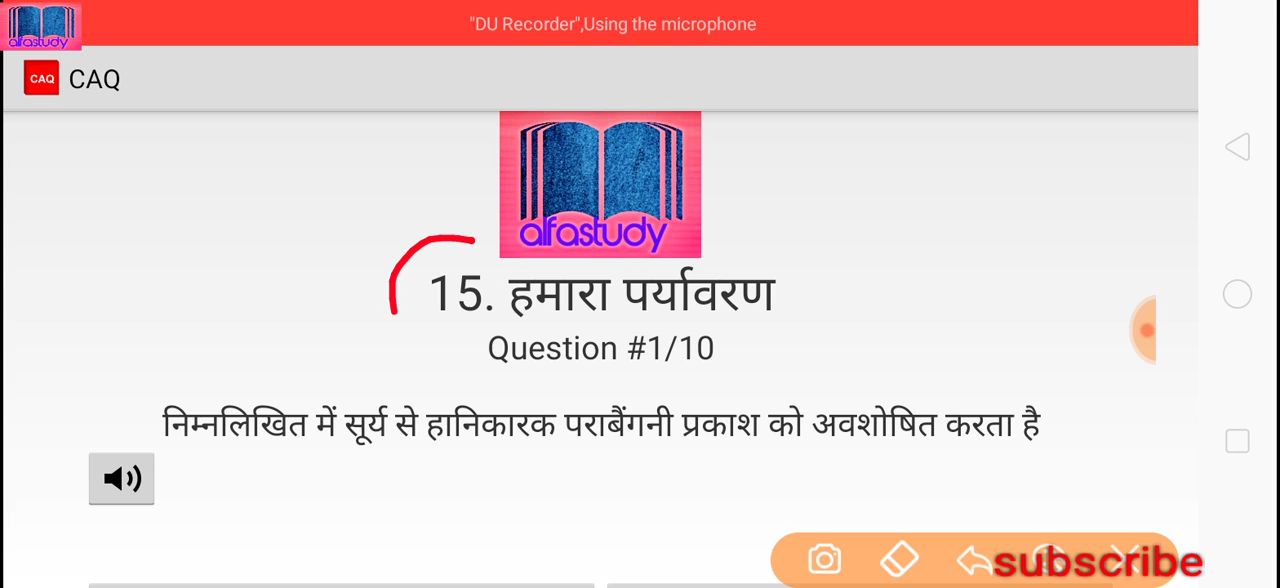 alfastudy
"DU Recorder",Using the microphone
CAQ CAQ
alfastudy
15. हमारा पर्यावरण
Question #1/10
निम्नलिखित में सूर्य से हानिकारक पराबैंगनी प्रकाश को अवशोषित करता है
subscribe